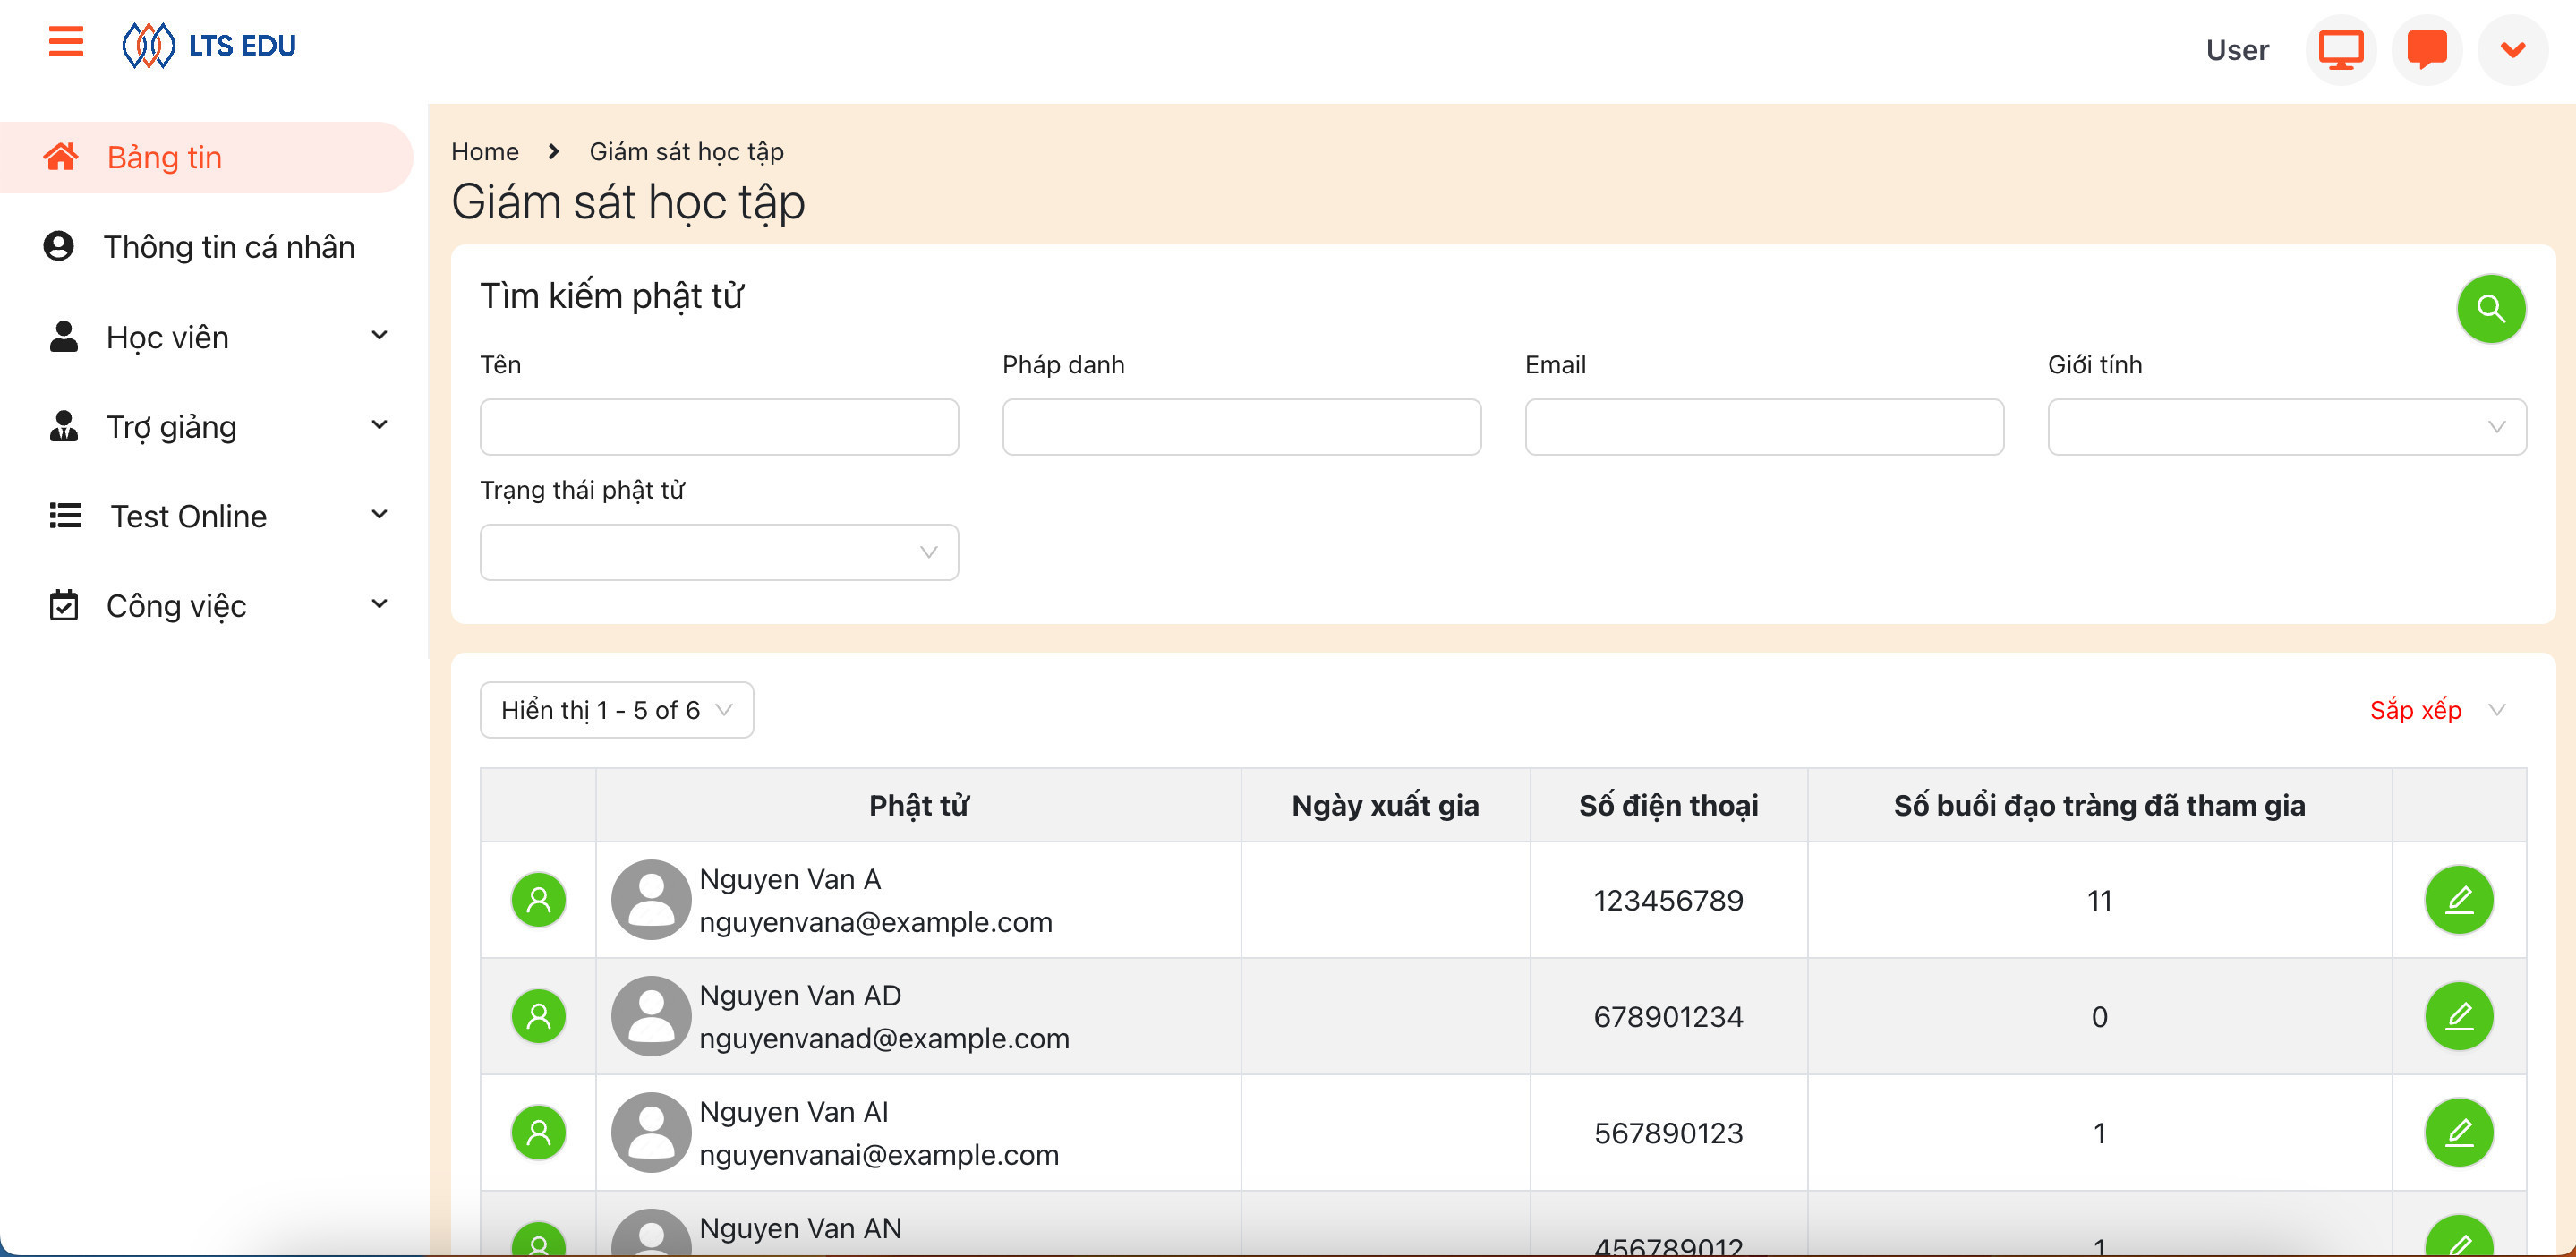 LTS EDU
User
Bảng tin
Thông tin cá nhân
Học viên
Trợ giảng
Test Online
Công việc
Home > Giám sát học tập
Giám sát học tập
Tìm kiếm phật tử
Tên Pháp danh Email Giới tính
Trạng thái phật tử
Hiển thị 1 - 5 of 6
Sắp xếp
Phật tử Ngày xuất gia Số điện thoại Số buổi đạo tràng đã tham gia
Nguyen Van A
nguyenvana@example.com
123456789 11
Nguyen Van AD
nguyenvanad@example.com
678901234 0
Nguyen Van AI
nguyenvanai@example.com
567890123 1
Nguyen Van AN
456789012 1